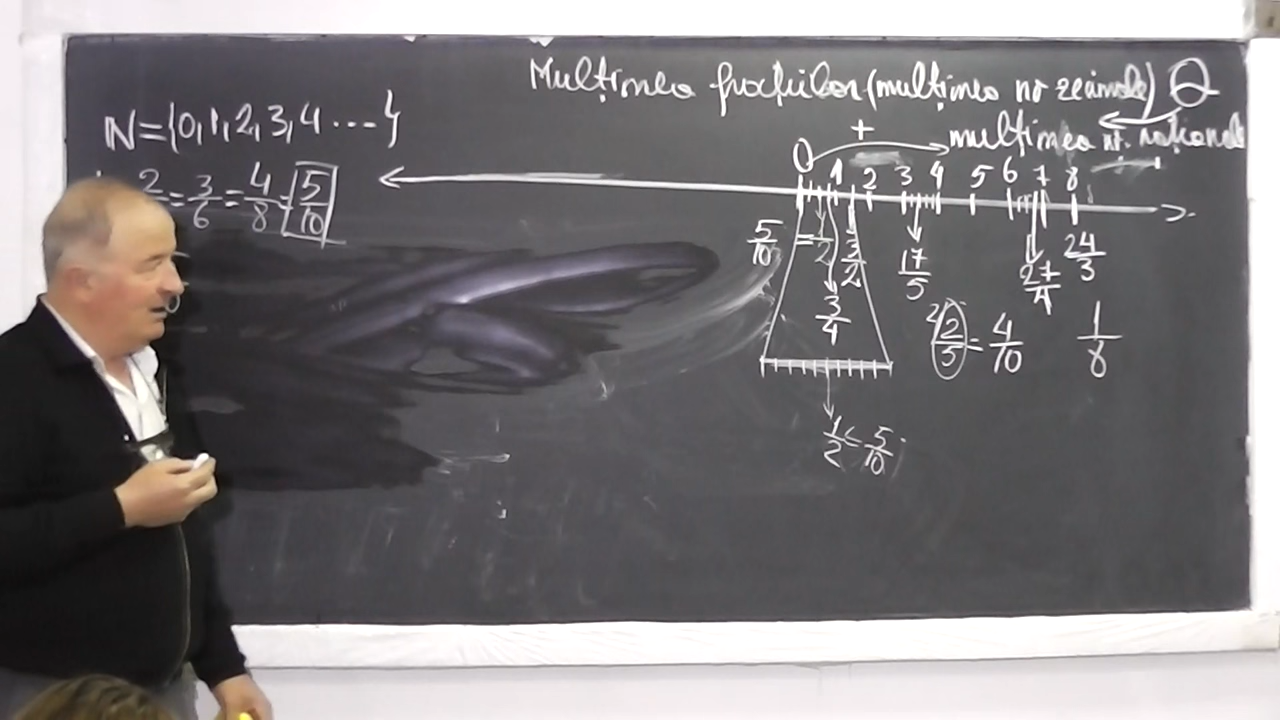 Mulțimea fracțiilor (mulțimea nr zecimale) Q
mulțimea nr. raționale
N={0,1,2,3,4 ....}
2/ = 3/6 = 4/8 = 5/10
+
0 1 2 3 4 5 6 7 8
5/10 = 1/2 3/2 17/5 27/4 24/3
3/4
2 2/5 = 4/10 1/8
1/2 = 5/10